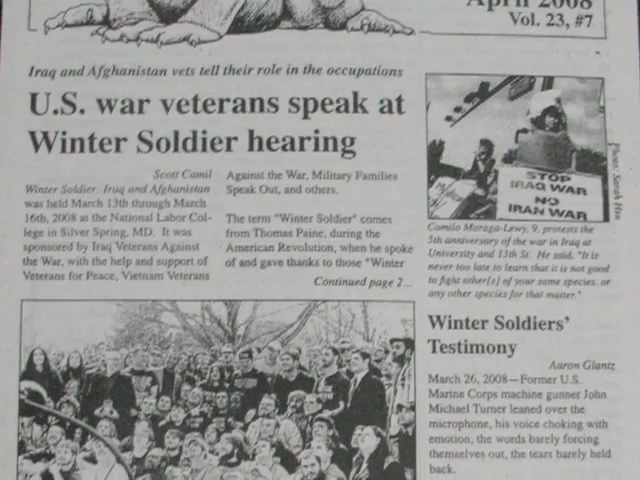 April 2008
Vol. 23, #7
Iraq and Afghanistan vets tell their role in the occupations
U.S. war veterans speak at
Winter Soldier hearing
Scott Camil
Winter Soldier: Iraq and Afghanistan
was held March 13th through March
16th, 2008 at the National Labor Col-
lege in Silver Spring, MD. It was
sponsored by Iraq Veterans Against
the War, with the help and support of
Veterans for Peace, Vietnam Veterans
Against the War, Military Families
Speak Out, and others.
The term "Winter Soldier" comes
from Thomas Paine, during the
American Revolution, when he spoke
of and gave thanks to those "Winter
Continued page 2...
STOP
IRAQ WAR
NO
IRAN WAR
Photo: Sarah
Camilo Moraga-Lewy, 9, protests the
5th anniversary of the war in Iraq at
University and 13th St. He said, "It is
never too late to learn that it is not good
to fight other[s] of your same species, or
any other species for that matter."
Winter Soldiers'
Testimony
Aaron Glantz
March 26, 2008—Former U.S.
Marine Corps machine gunner John
Michael Turner leaned over the
microphone, his voice choking with
emotion, the words barely forcing
themselves out, the tears barely held
back.